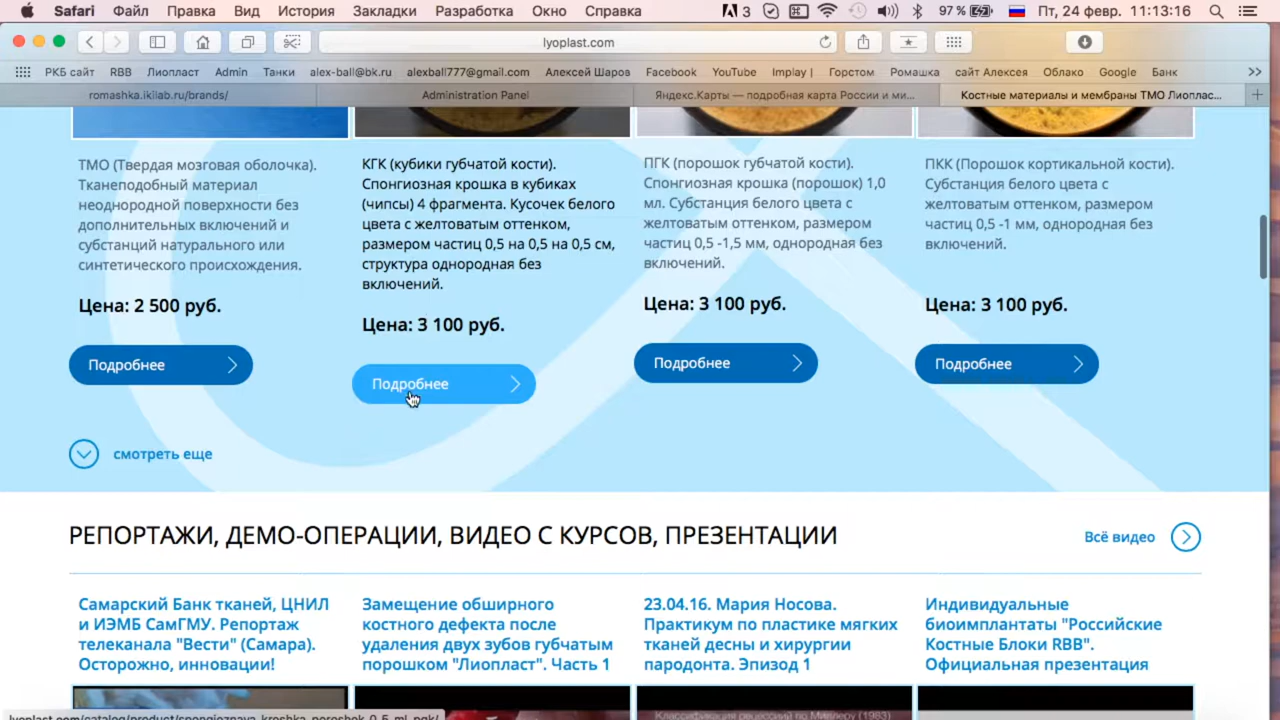 Safari Файл Правка Вид История Закладки Разработка Окно Справка 3 97 % Пт, 24 февр. 11:13:16
lyoplast.com
РКБ сайт RBB Лиопласт Admin Танки alex-ball@bk.ru alexball777@gmail.com Алексей Шаров Facebook YouTube Implay | Горстом Ромашка сайт Алексея Облако Google Банк
romashka.ikilab.ru/brands/ Administration Panel Яндекс.Карты — подробная карта России и ми... Костные материалы и мембраны ТМО Лиоплас...
ТМО (Твердая мозговая оболочка).
Тканеподобный материал
неоднородной поверхности без
дополнительных включений и
субстанций натурального или
синтетического происхождения.
Цена: 2 500 руб.
Подробнее
КГК (кубики губчатой кости).
Спонгиозная крошка в кубиках
(чипсы) 4 фрагмента. Кусочек белого
цвета с желтоватым оттенком,
размером частиц 0,5 на 0,5 на 0,5 см,
структура однородная без
включений.
Цена: 3 100 руб.
Подробнее
ПГК (порошок губчатой кости).
Спонгиозная крошка (порошок) 1,0
мл. Субстанция белого цвета с
желтоватым оттенком, размером
частиц 0,5 -1,5 мм, однородная без
включений.
Цена: 3 100 руб.
Подробнее
ПКК (Порошок кортикальной кости).
Субстанция белого цвета с
желтоватым оттенком, размером
частиц 0,5 -1 мм, однородная без
включений.
Цена: 3 100 руб.
Подробнее
смотреть еще
РЕПОРТАЖИ, ДЕМО-ОПЕРАЦИИ, ВИДЕО С КУРСОВ, ПРЕЗЕНТАЦИИ
Всё видео
Самарский Банк тканей, ЦНИЛ
и ИЭМБ СамГМУ. Репортаж
телеканала "Вести" (Самара).
Осторожно, инновации!
Замещение обширного
костного дефекта после
удаления двух зубов губчатым
порошком "Лиопласт". Часть 1
23.04.16. Мария Носова.
Практикум по пластике мягких
тканей десны и хирургии
пародонта. Эпизод 1
Индивидуальные
биоимплантаты "Российские
Костные Блоки RBB".
Официальная презентация
Классификация рецессий по Миллеру (1983)